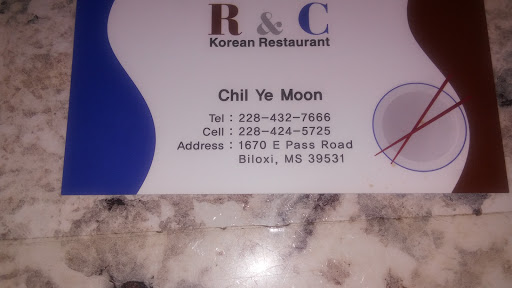 R & C
Korean Restaurant
Chil Ye Moon
Tel : 228-432-7666
Cell : 228-424-5725
Address : 1670 E Pass Road
Biloxi, MS 39531